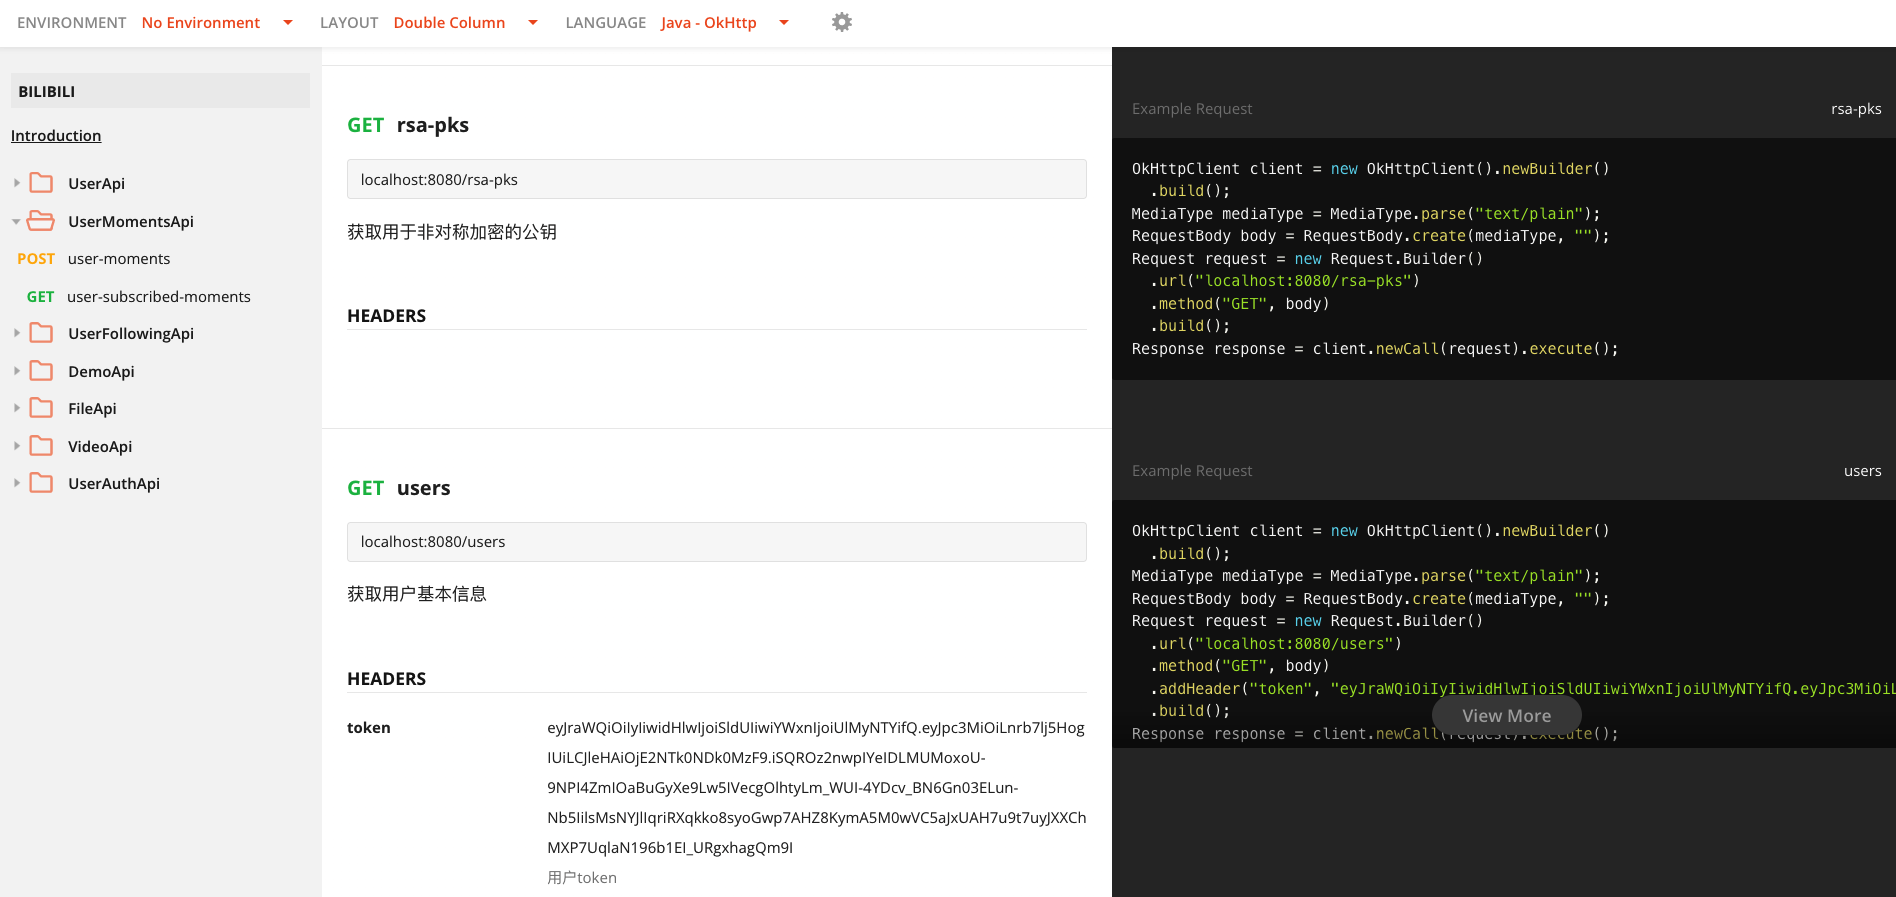 ENVIRONMENT No Environment LAYOUT Double Column LANGUAGE Java - OkHttp
BILIBILI
Introduction
UserApi
UserMomentsApi
POST user-moments
GET user-subscribed-moments
UserFollowingApi
DemoApi
FileApi
VideoApi
UserAuthApi
GET rsa-pks
localhost:8080/rsa-pks
获取用于非对称加密的公钥
HEADERS
GET users
localhost:8080/users
获取用户基本信息
HEADERS
token
eyJraWQiOiIyIiwidHlwIjoiSldUIiwiYWxnIjoiUlMyNTYifQ.eyJpc3MiOiLnrb7lj5Hog
IUiLCJleHAiOjE2NTk0NDk0MzF9.iSQROz2nwpIYeIDLMUMoxoU-
9NPI4ZmIOaBuGyXe9Lw5lVecgOlhtyLm_WUI-4YDcv_BN6Gn03ELun-
Nb5IilsMsNYJlIqriRXqkko8syoGwp7AHZ8KymA5M0wVC5aJxUAH7u9t7uyJXXCh
MXP7UqlaN196b1EI_URgxhagQm9I
用户token
Example Request rsa-pks
OkHttpClient client = new OkHttpClient().newBuilder()
.build();
MediaType mediaType = MediaType.parse("text/plain");
RequestBody body = RequestBody.create(mediaType, "");
Request request = new Request.Builder()
.url("localhost:8080/rsa-pks")
.method("GET", body)
.build();
Response response = client.newCall(request).execute();
Example Request users
OkHttpClient client = new OkHttpClient().newBuilder()
.build();
MediaType mediaType = MediaType.parse("text/plain");
RequestBody body = RequestBody.create(mediaType, "");
Request request = new Request.Builder()
.url("localhost:8080/users")
.method("GET", body)
.addHeader("token", "eyJraWQiOiIyIiwidHlwIjoiSldUIiwiYWxnIjoiUlMyNTYifQ.eyJpc3MiOiL
.build();
View More
Response response = client.newCall(request).execute();